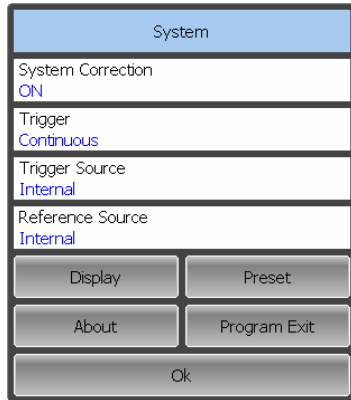 System
System Correction
ON
Trigger
Continuous
Trigger Source
Internal
Reference Source
Internal
Display
Preset
About
Program Exit
Ok